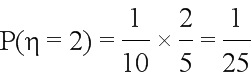 P(η = 2) = 1/10 × 2/5 = 1/25